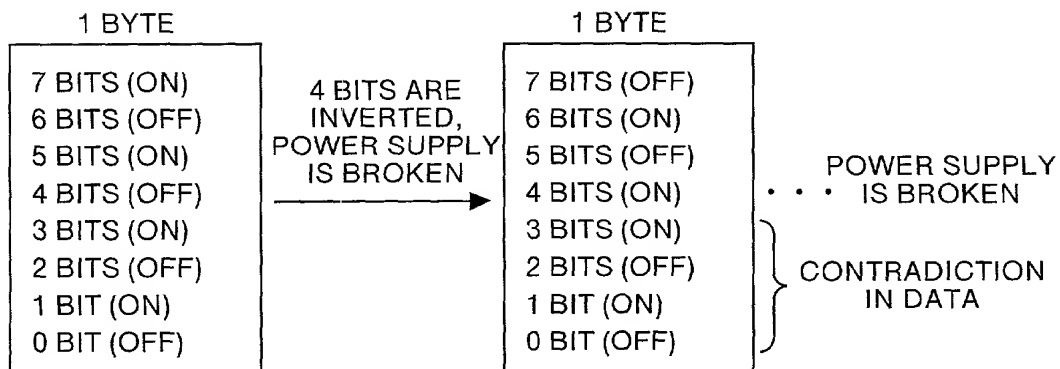 1 BYTE
7 BITS (ON)
6 BITS (OFF)
5 BITS (ON)
4 BITS (OFF)
3 BITS (ON)
2 BITS (OFF)
1 BIT (ON)
0 BIT (OFF)
4 BITS ARE
INVERTED,
POWER SUPPLY
IS BROKEN
1 BYTE
7 BITS (OFF)
6 BITS (ON)
5 BITS (OFF)
4 BITS (ON)
3 BITS (ON)
2 BITS (OFF)
1 BIT (ON)
0 BIT (OFF)
· · · POWER SUPPLY
IS BROKEN
CONTRADICTION
IN DATA